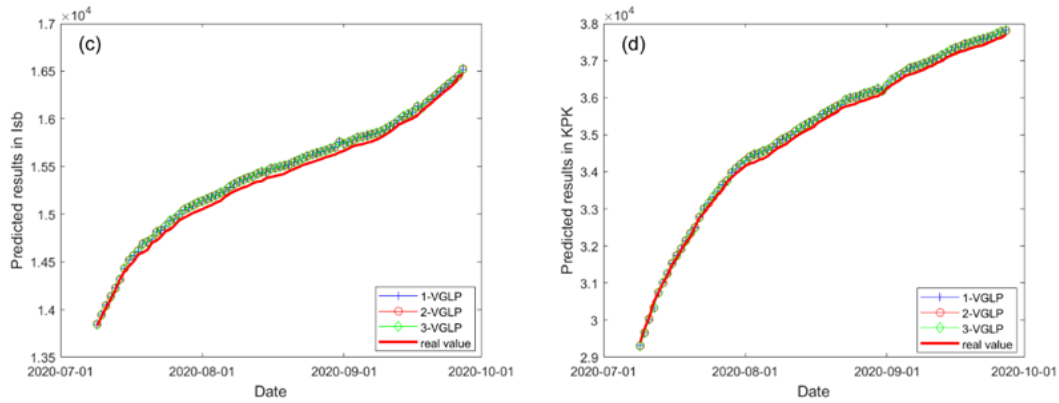 ×10⁴
1.7
(c)
1.65
1.6
1.55
1.5
1.45
1.4
1.35
Predicted results in Isb
1-VGLP
2-VGLP
3-VGLP
real value
2020-07-01 2020-08-01 2020-09-01 2020-10-01
Date
×10⁴
3.8
(d)
3.7
3.6
3.5
3.4
3.3
3.2
3.1
3
2.9
Predicted results in KPK
1-VGLP
2-VGLP
3-VGLP
real value
2020-07-01 2020-08-01 2020-09-01 2020-10-01
Date